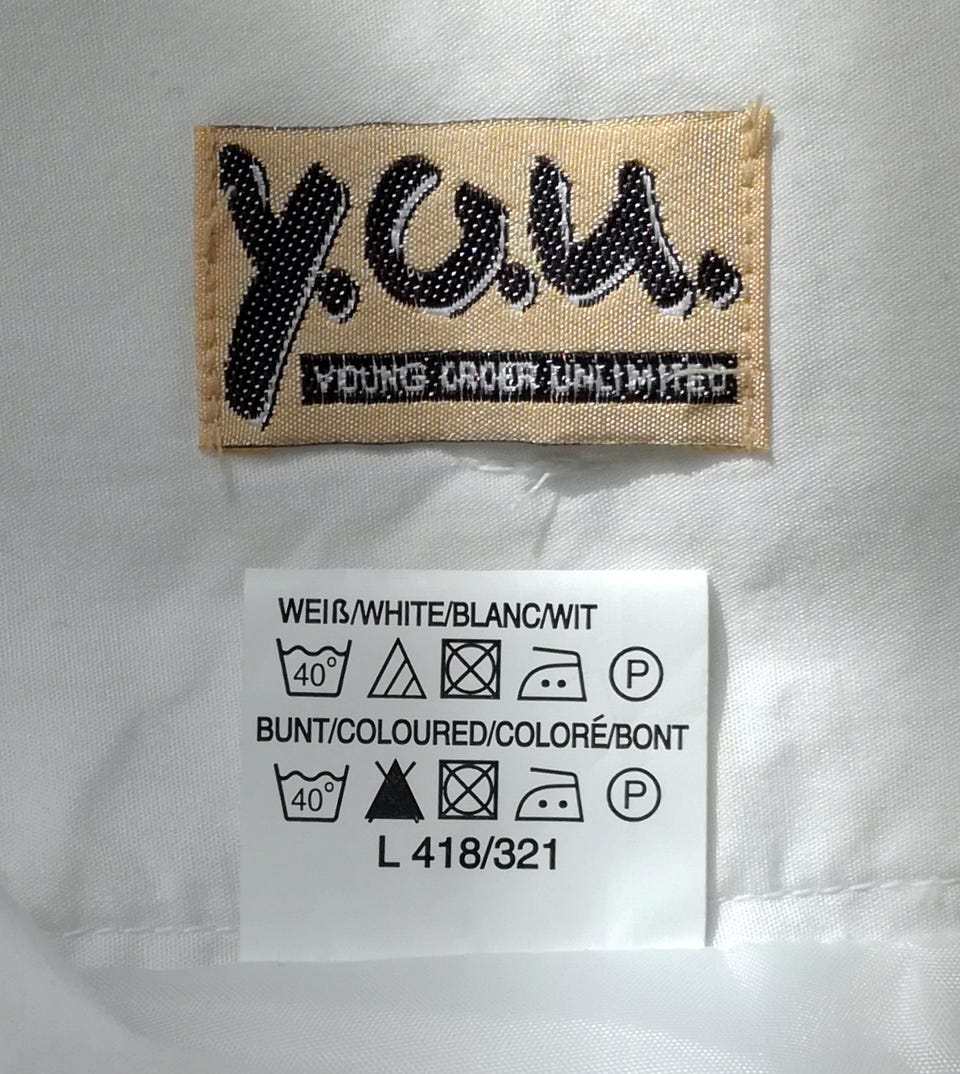 y.o.u.
YOUNG ORDER UNLIMITED
WEIß/WHITE/BLANC/WIT
40° P
BUNT/COLOURED/COLORÉ/BONT
40° P
L 418/321